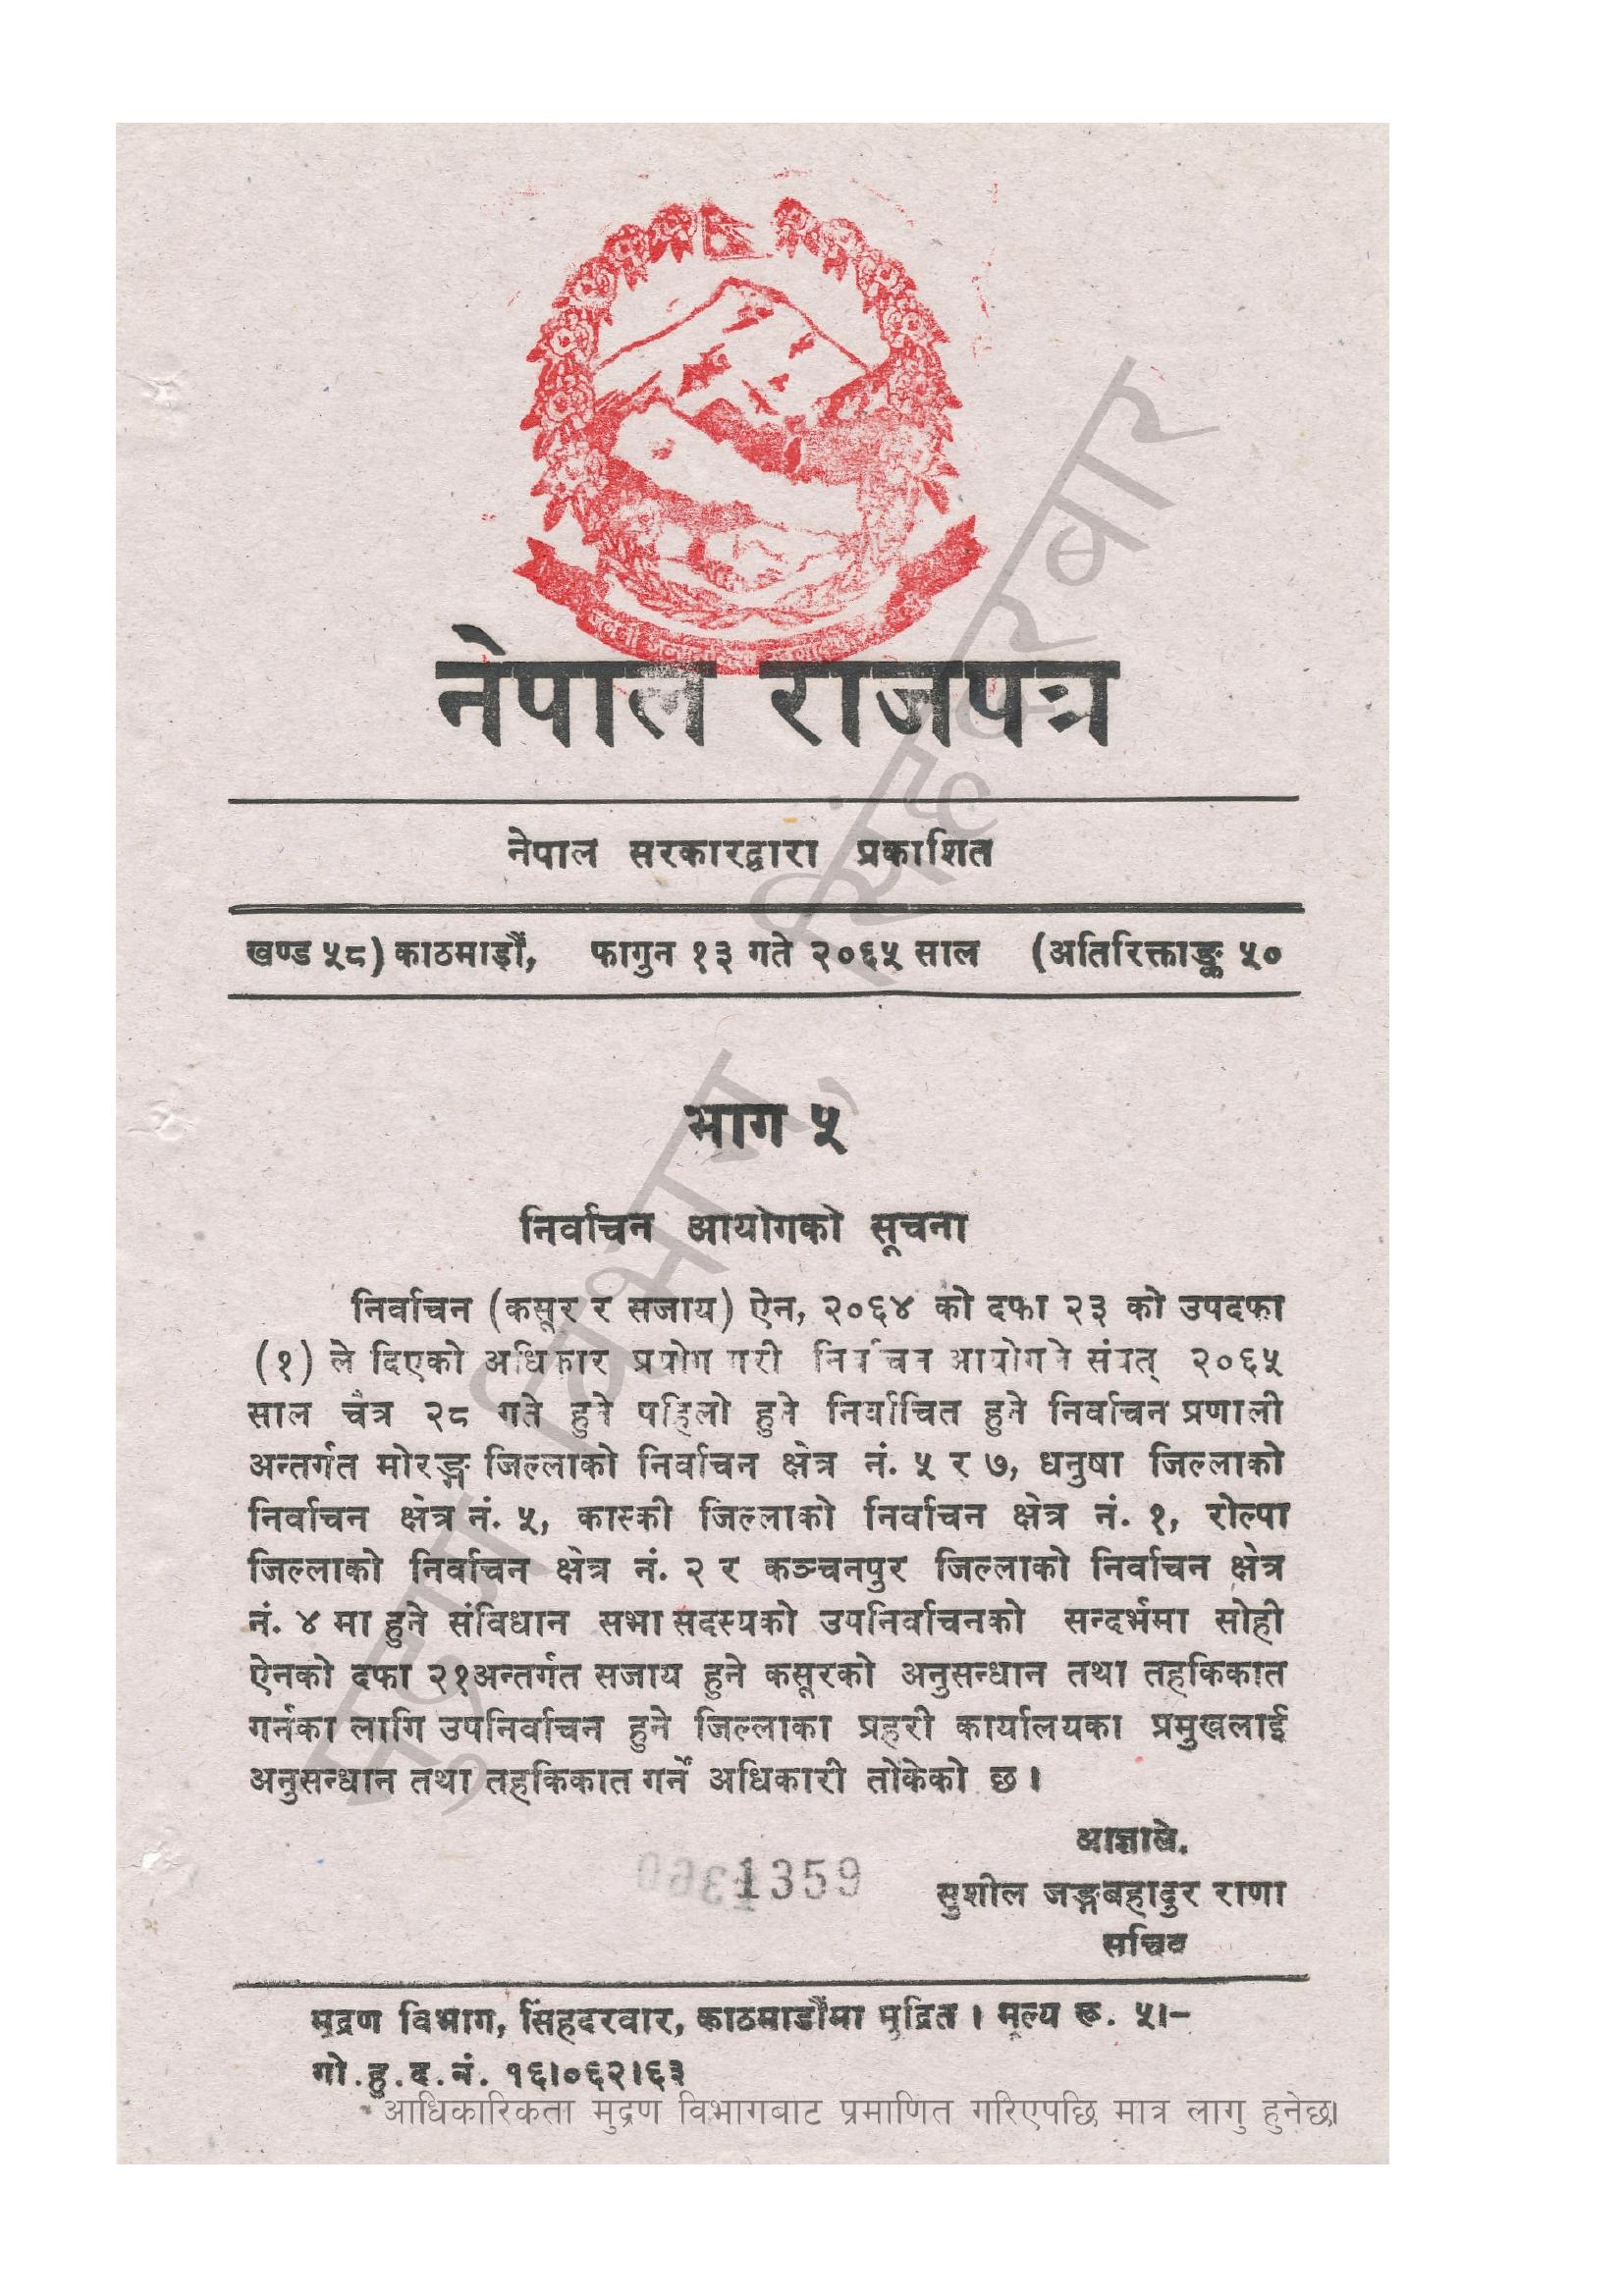 नेपाल राजपत्र
नेपाल सरकारद्वारा प्रकाशित
खण्ड ५८) काठमाडौं, फागुन १३ गते २०६५ साल (अतिरिक्ताङ्क ५०
भाग ५
निर्वाचन आयोगको सूचना
निर्वाचन (कसूर र सजाय) ऐन, २०६४ को दफा २३ को उपदफा
(१) ले दिएको अधिकार प्रयोग गरी निर्वाचन आयोगले संवत् २०६५
साल चैत्र २८ गते हुने पहिलो हुने निर्वाचित हुने निर्वाचन प्रणाली
अन्तर्गत मोरङ्ग जिल्लाको निर्वाचन क्षेत्र नं. ५ र ७, धनुषा जिल्लाको
निर्वाचन क्षेत्र नं. ५, कास्की जिल्लाको निर्वाचन क्षेत्र नं. १, रोल्पा
जिल्लाको निर्वाचन क्षेत्र नं. २ र कञ्चनपुर जिल्लाको निर्वाचन क्षेत्र
नं. ४ मा हुने संविधान सभा सदस्यको उपनिर्वाचनको सन्दर्भमा सोही
ऐनको दफा २१अन्तर्गत सजाय हुने कसूरको अनुसन्धान तथा तहकिकात
गर्नका लागि उपनिर्वाचन हुने जिल्लाका प्रहरी कार्यालयका प्रमुखलाई
अनुसन्धान तथा तहकिकात गर्ने अधिकारी तोकेको छ ।
आज्ञाले.
1359
सुशील जङ्गबहादुर राणा
सचिव
मुद्रण विभाग, सिंहदरवार, काठमाडौंमा मुद्रित । मूल्य रू. ५।–
गो.हु.द.नं. १६।०६२।६३
आधिकारिकता मुद्रण विभागबाट प्रमाणित गरिएपछि मात्र लागु हुनेछ।
मुद्रण विभाग, सिंहदरवार